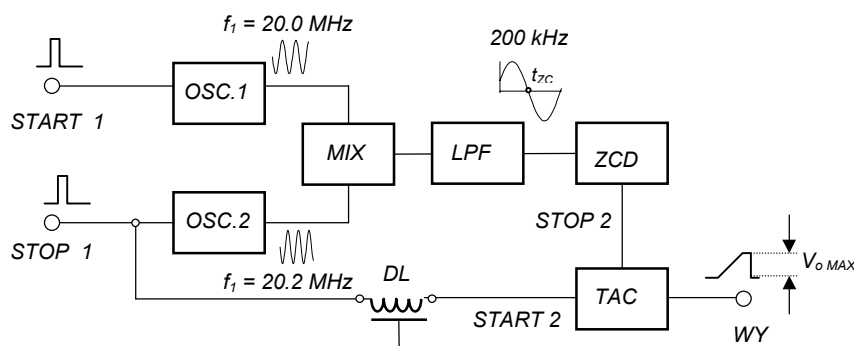 f1 = 20.0 MHz
200 kHz
tZC
OSC.1
START 1
MIX
LPF
ZCD
OSC.2
STOP 1
STOP 2
f1 = 20.2 MHz
DL
Vo MAX
TAC
START 2
WY